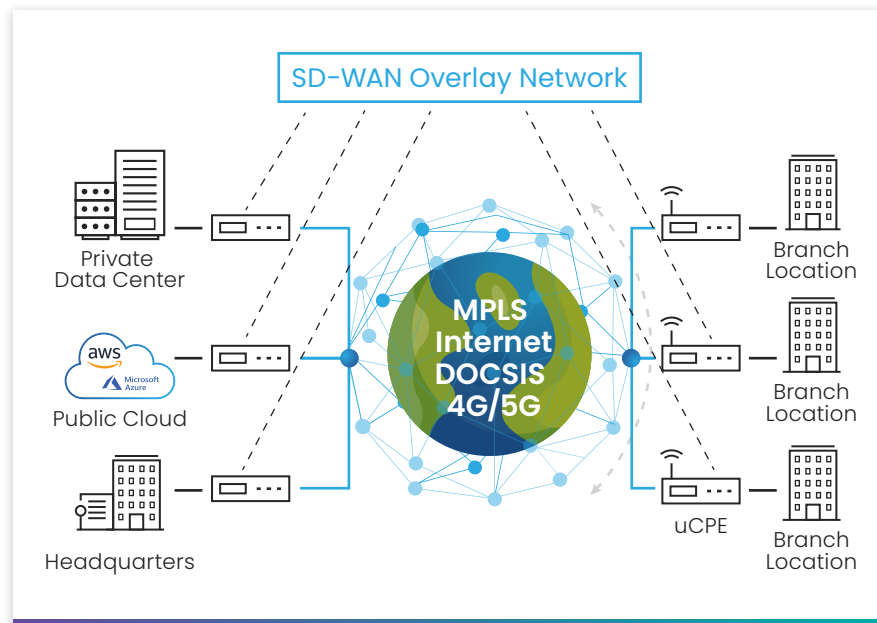 SD-WAN Overlay Network
Private
Data Center
aws
Microsoft
Azure
Public Cloud
Headquarters
MPLS
Internet
DOCSIS
4G/5G
Branch
Location
Branch
Location
uCPE
Branch
Location